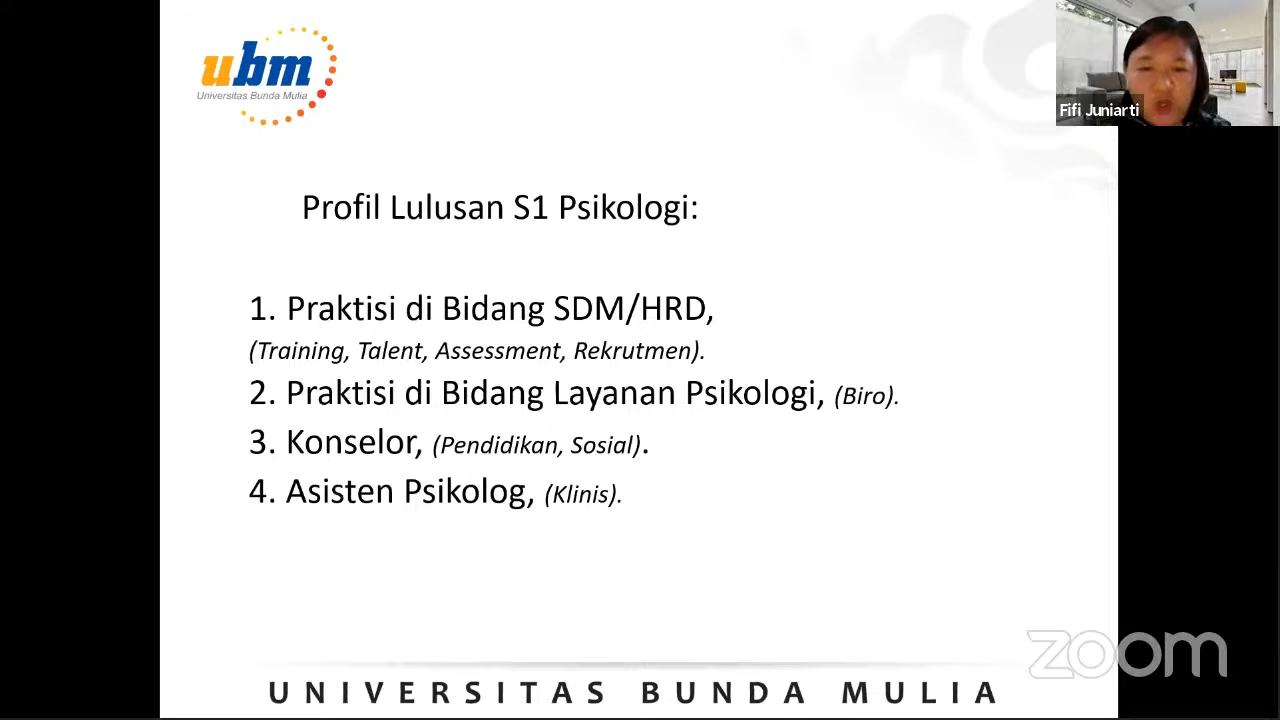 ubm
Universitas Bunda Mulia
Fifi Juniarti
Profil Lulusan S1 Psikologi:
1. Praktisi di Bidang SDM/HRD,
(Training, Talent, Assessment, Rekrutmen).
2. Praktisi di Bidang Layanan Psikologi, (Biro).
3. Konselor, (Pendidikan, Sosial).
4. Asisten Psikolog, (Klinis).
zoom
UNIVERSITAS BUNDA MULIA